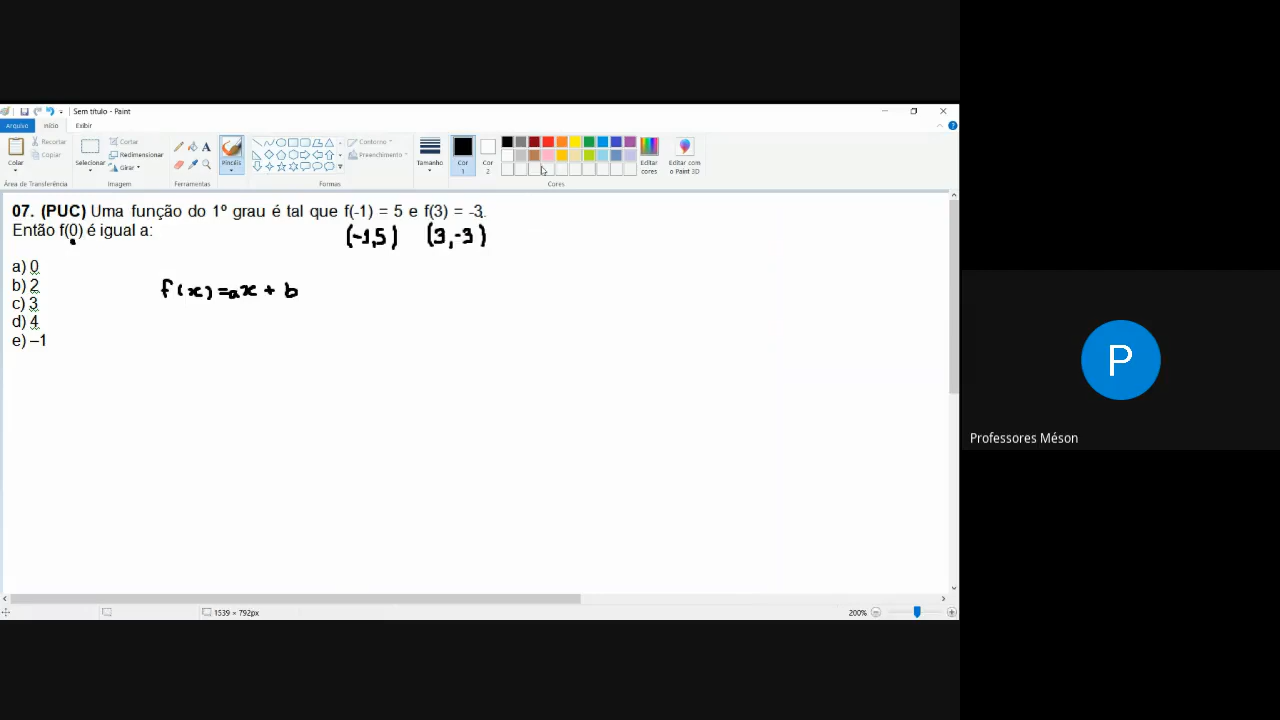 Sem título - Paint
Arquivo Início Exibir
Colar
Recortar
Copiar
Área de Transferência
Selecionar
Cortar
Redimensionar
Girar
Imagem
Ferramentas
Pincéis
Contorno
Preenchimento
Formas
Tamanho
Cor 1
Cor 2
Editar cores
Cores
Editar com o Paint 3D
07. (PUC) Uma função do 1º grau é tal que f(-1) = 5 e f(3) = -3.
Então f(0) é igual a:
(-1,5) (3,-3)
a) 0
b) 2
f(x) = ax + b
c) 3
d) 4
e) –1
1539 × 792px
200%
P
Professores Méson